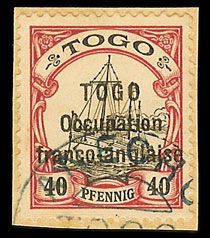 TOGO
TOGO
Occupation
franco=anglaise
40 PFENNIG 40